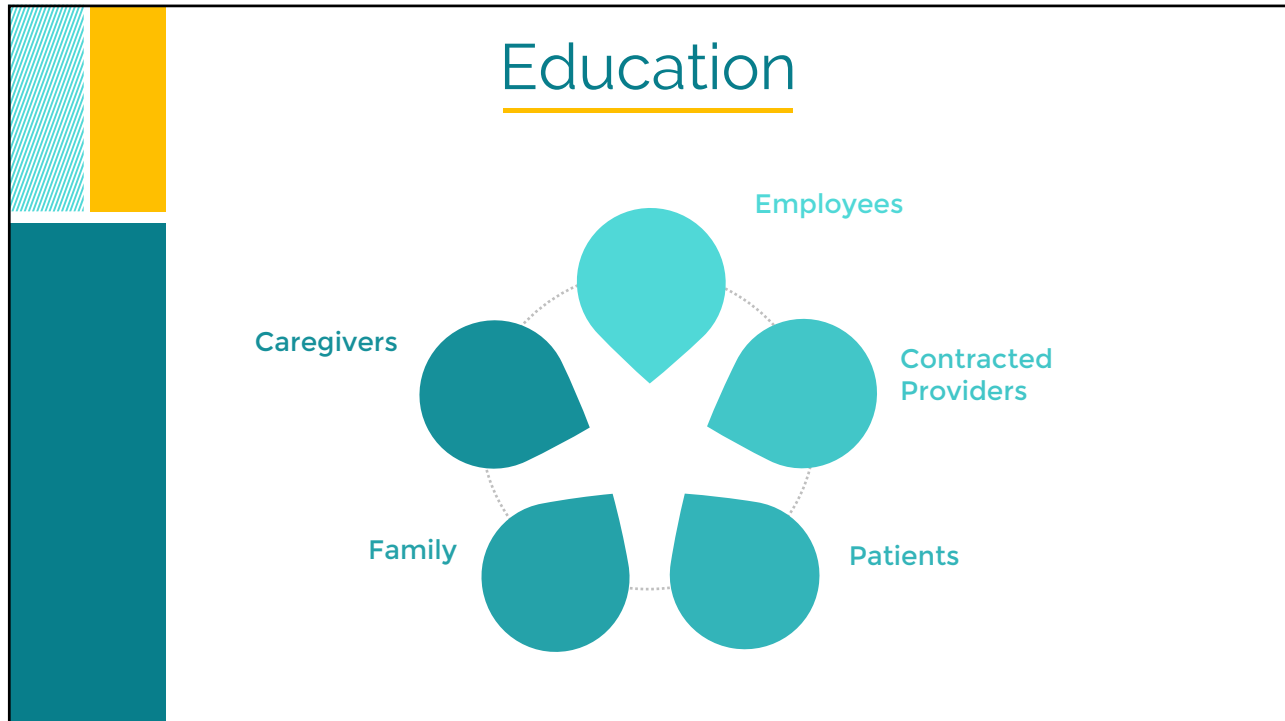 Education
Employees
Contracted
Providers
Patients
Family
Caregivers